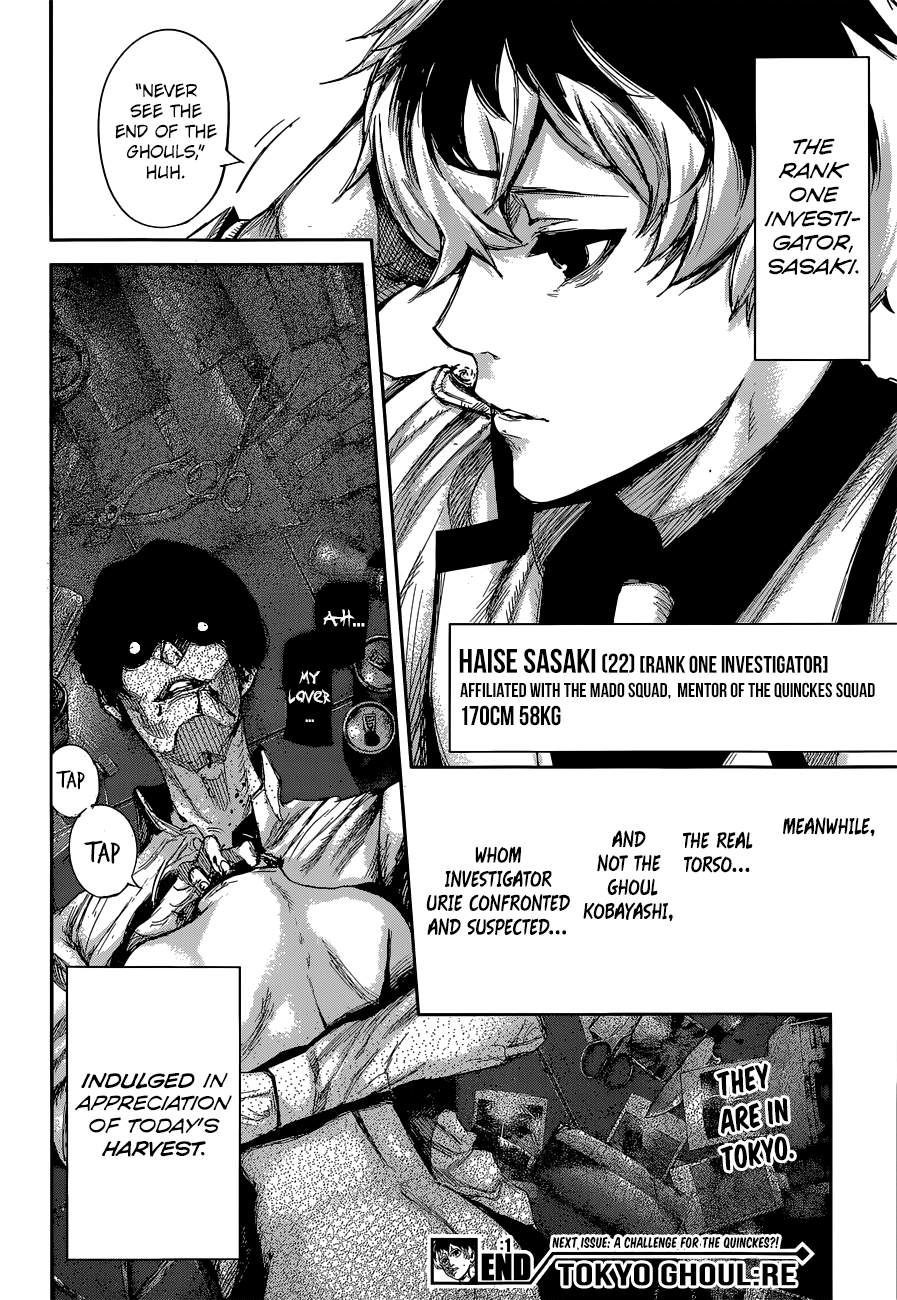 THE
RANK
ONE
INVESTI-
GATOR,
SASAKI.
"NEVER
SEE THE
END OF THE
GHOULS,"
HUH.
HAISE SASAKI (22) [RANK ONE INVESTIGATOR]
AFFILIATED WITH THE MADO SQUAD, MENTOR OF THE QUINCKES SQUAD
170CM 58KG
MEANWHILE,
THE REAL
TORSO...
AND
NOT THE
GHOUL
KOBAYASHI,
WHOM
INVESTIGATOR
URIE CONFRONTED
AND SUSPECTED...
AH...
MY
LOVER
...
TAP
TAP
INDULGED IN
APPRECIATION
OF TODAY'S
HARVEST.
THEY
ARE IN
TOKYO.
:1
END
NEXT ISSUE: A CHALLENGE FOR THE QUINCKES?!
TOKYO GHOUL:RE